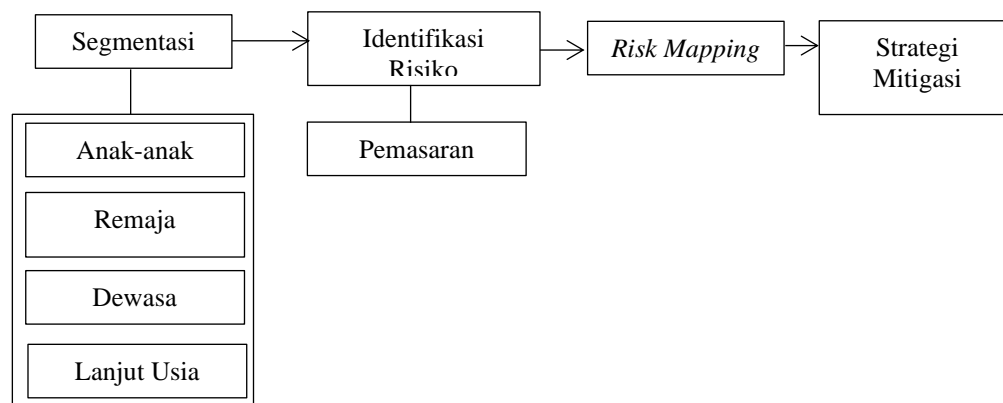 Segmentasi
Identifikasi
Risiko
Risk Mapping
Strategi
Mitigasi
Anak-anak
Remaja
Dewasa
Lanjut Usia
Pemasaran